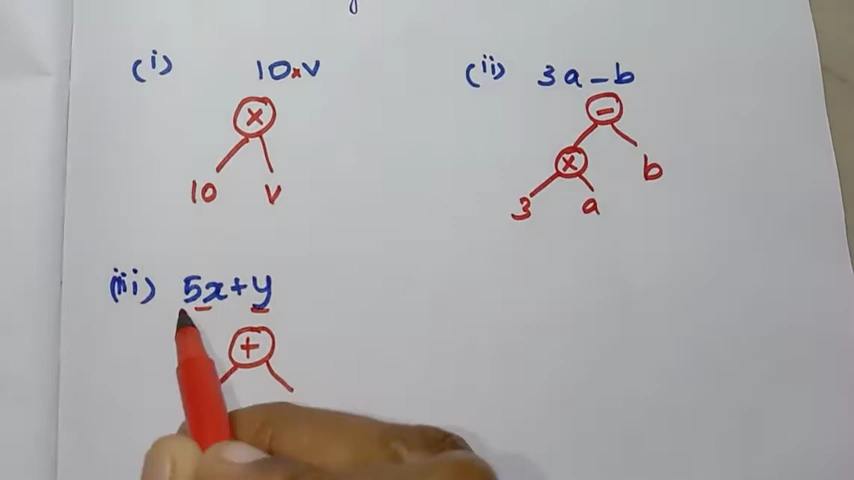 (i) 10×v
×
10 v
(ii) 3a-b
-
× b
3 a
(iii) 5x+y
+